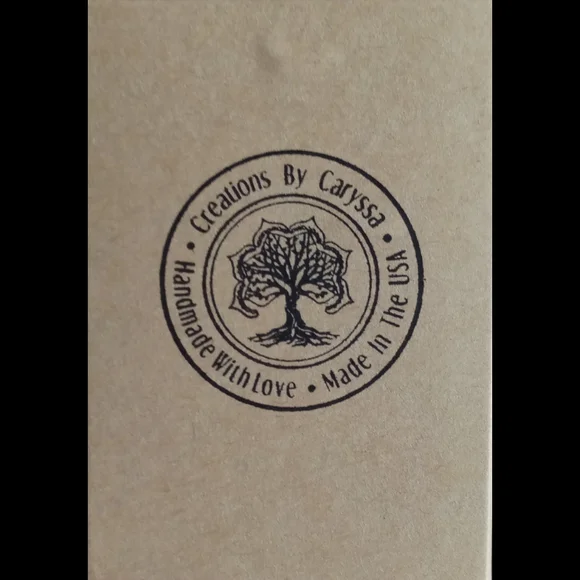 Creations By Caryssa
Handmade With Love
Made In The USA